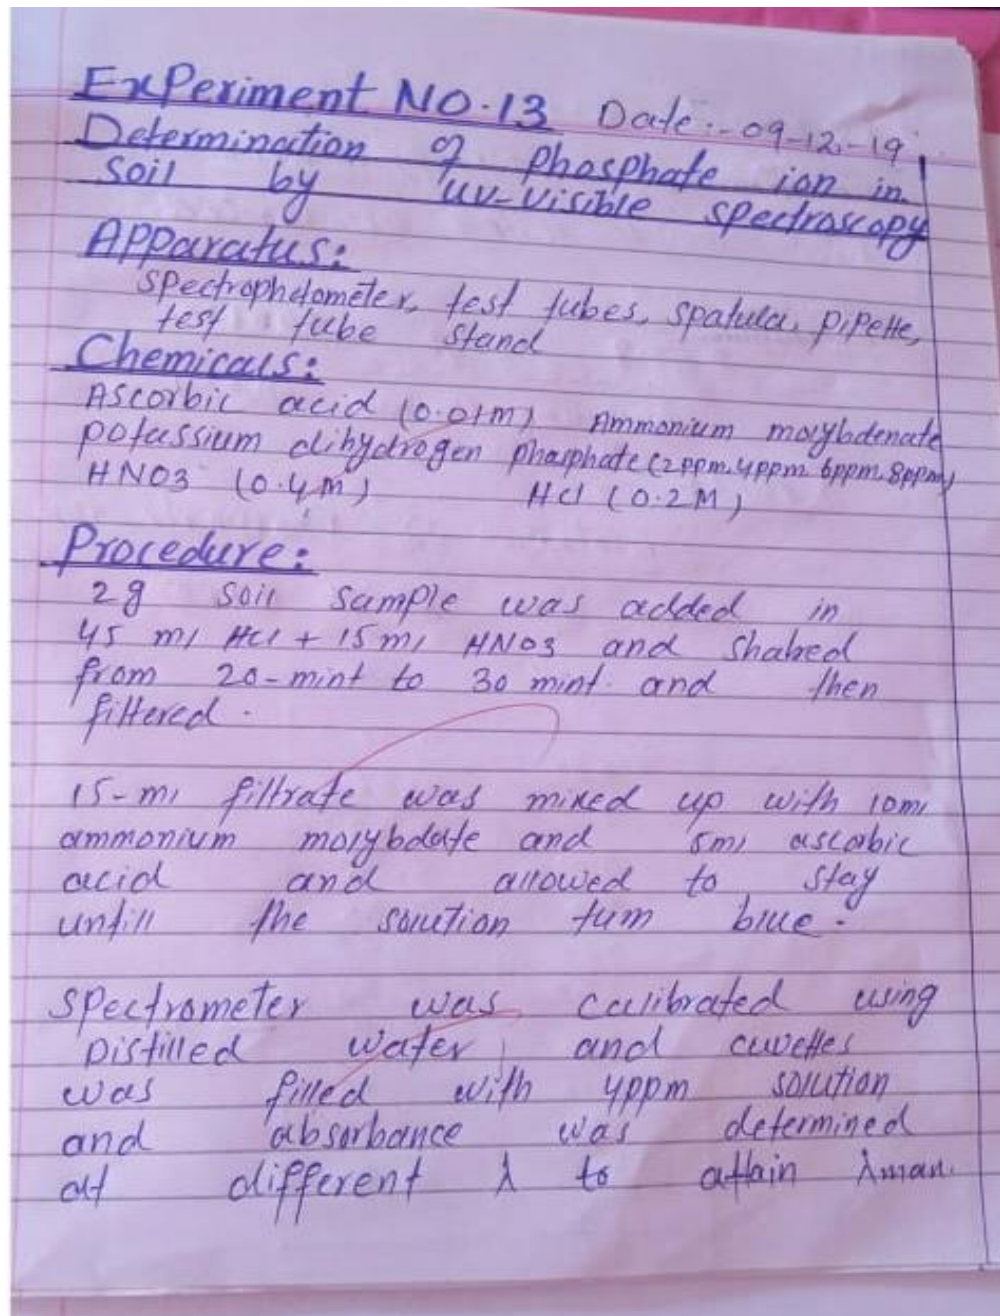 ExPeriment NO.13 Date:-09-12-19
Determination of phosphate ion in
soil by uv-visible spectroscopy
Apparatus:
spectrophotometer, test tubes, spatula, pipette,
test tube stand
Chemicals:
Ascorbic acid (0.01M) Ammonium molybdenate
potassium dihydrogen phasphate (2ppm.4ppm.6ppm.8ppm)
HNO3 (0.4M) HCl (0.2M)
Procedure:
2g soil sample was added in
45 ml HCl + 15ml HNO3 and shaked
from 20-mint to 30 mint. and then
filtered.
15-ml filtrate was mixed up with 10ml
ammonium molybdate and 5ml ascorbic
acid and allowed to stay
untill the solution turn blue.
spectrometer was calibrated using
Distilled water, and cuvettes
was filled with 4ppm solution
and absorbance was determined
at different λ to attain λman.